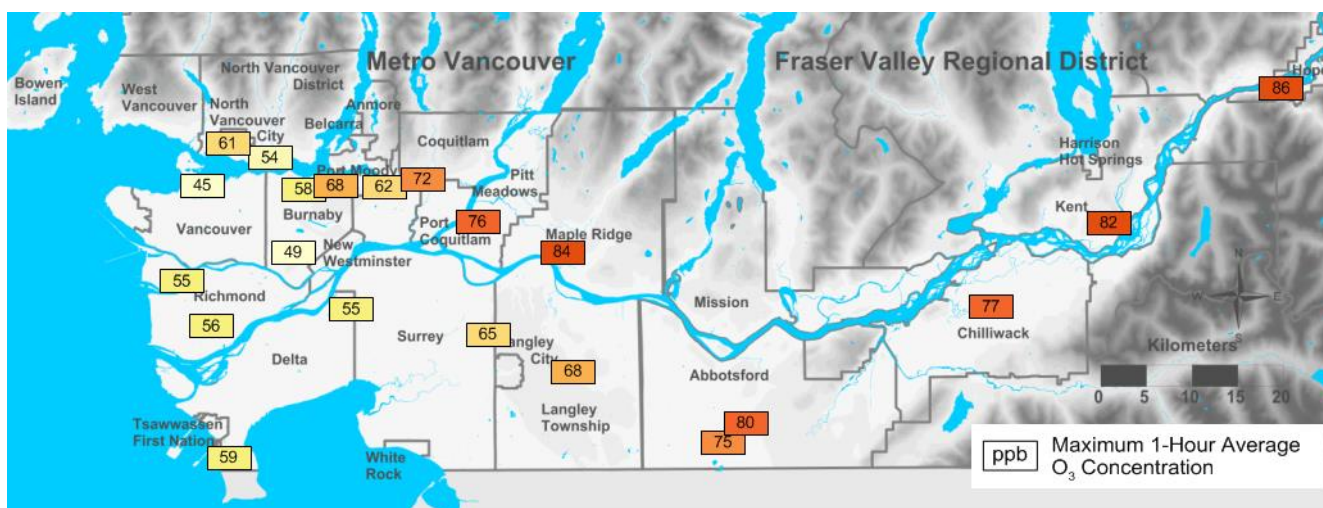 Metro Vancouver
Fraser Valley Regional District
Bowen
Island
West
Vancouver
North Vancouver
District
North
Vancouver
City
Anmore
Belcarra
Coquitlam
Port Moody
Pitt
Meadows
Port
Coquitlam
Maple Ridge
Harrison
Hot Springs
Kent
Hope
86
61
54
45
58
68
62
72
76
84
82
Vancouver
Burnaby
49
New
Westminster
55
Richmond
56
55
Surrey
65
Langley
City
68
Mission
77
Chilliwack
Delta
Abbotsford
Langley
Township
80
75
Tsawwassen
First Nation
59
White
Rock
N
W
E
S
Kilometers
0 5 10 15 20
ppb
Maximum 1-Hour Average
O₃ Concentration